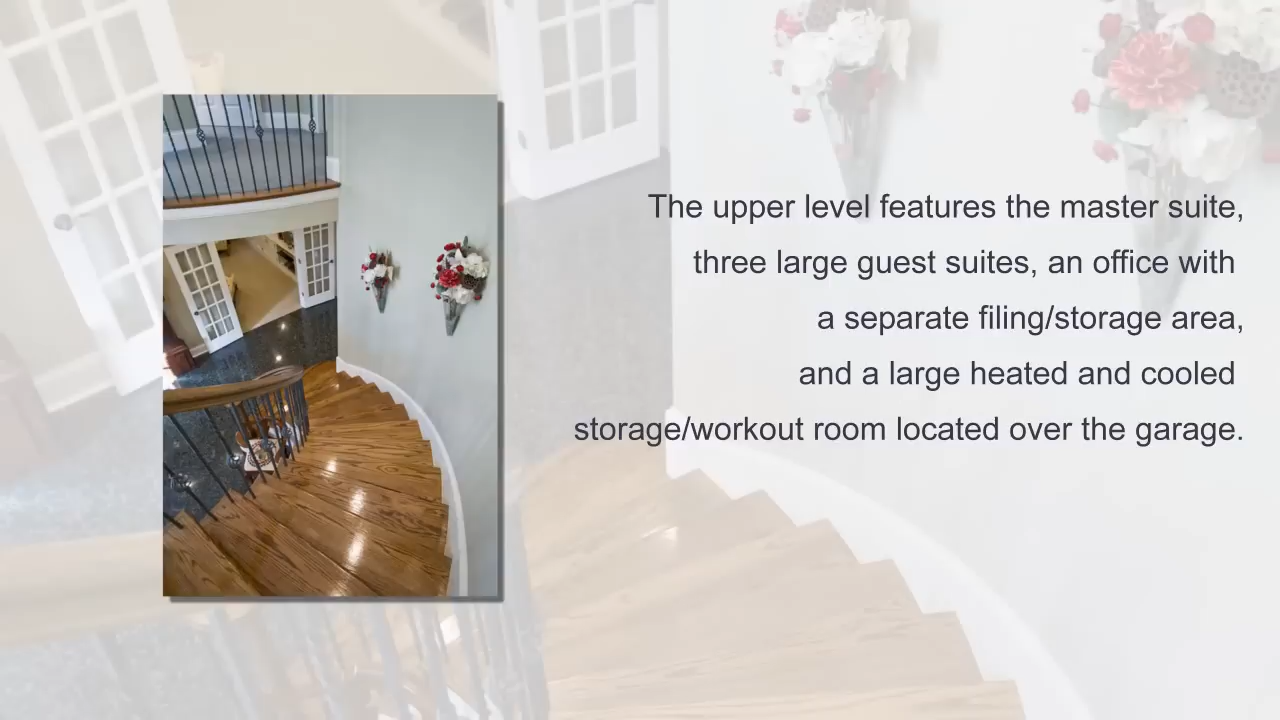 The upper level features the master suite,
three large guest suites, an office with
a separate filing/storage area,
and a large heated and cooled
storage/workout room located over the garage.